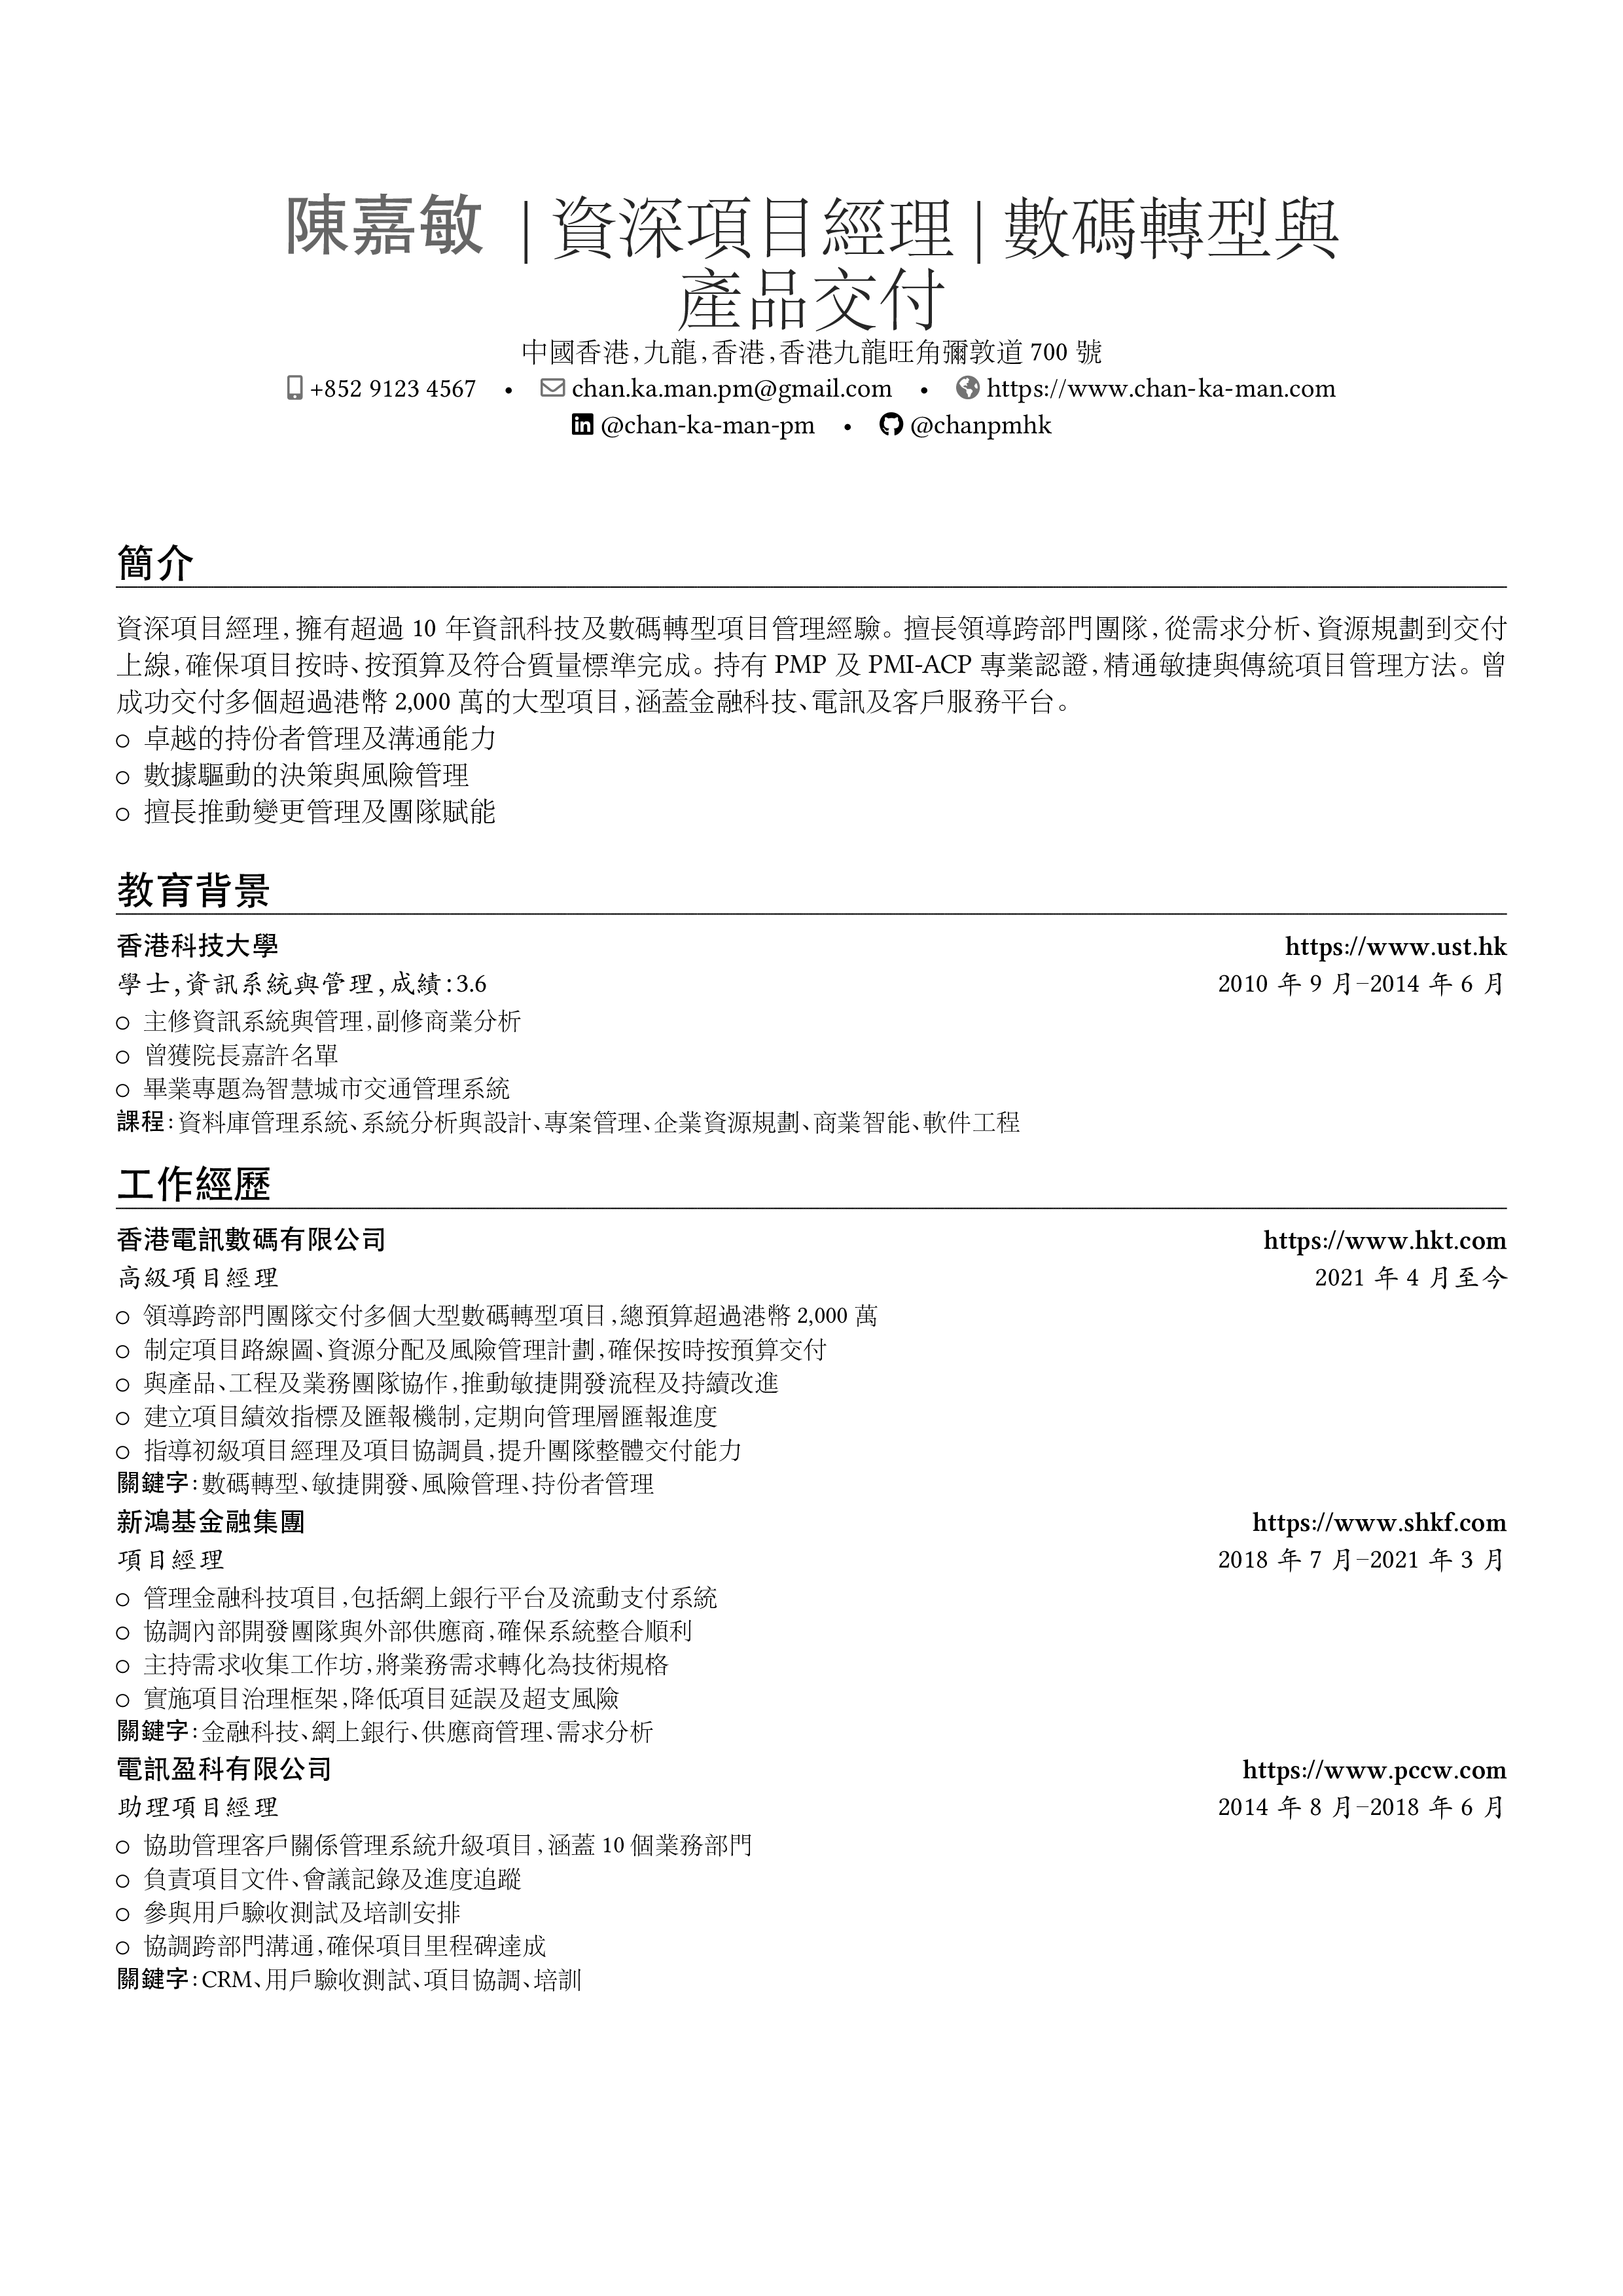 陳嘉敏 | 資深項目經理 | 數碼轉型與
產品交付
中國香港,九龍,香港,香港九龍旺角彌敦道 700 號
+852 9123 4567 • chan.ka.man.pm@gmail.com • https://www.chan-ka-man.com
@chan-ka-man-pm • @chanpmhk
簡介
資深項目經理,擁有超過 10 年資訊科技及數碼轉型項目管理經驗。擅長領導跨部門團隊,從需求分析、資源規劃到交付
上線,確保項目按時、按預算及符合質量標準完成。持有 PMP 及 PMI-ACP 專業認證,精通敏捷與傳統項目管理方法。曾
成功交付多個超過港幣 2,000 萬的大型項目,涵蓋金融科技、電訊及客戶服務平台。
○ 卓越的持份者管理及溝通能力
○ 數據驅動的決策與風險管理
○ 擅長推動變更管理及團隊賦能
教育背景
香港科技大學 https://www.ust.hk
學士,資訊系統與管理,成績:3.6 2010 年 9 月–2014 年 6 月
○ 主修資訊系統與管理,副修商業分析
○ 曾獲院長嘉許名單
○ 畢業專題為智慧城市交通管理系統
課程:資料庫管理系統、系統分析與設計、專案管理、企業資源規劃、商業智能、軟件工程
工作經歷
香港電訊數碼有限公司 https://www.hkt.com
高級項目經理 2021 年 4 月至今
○ 領導跨部門團隊交付多個大型數碼轉型項目,總預算超過港幣 2,000 萬
○ 制定項目路線圖、資源分配及風險管理計劃,確保按時按預算交付
○ 與產品、工程及業務團隊協作,推動敏捷開發流程及持續改進
○ 建立項目績效指標及匯報機制,定期向管理層匯報進度
○ 指導初級項目經理及項目協調員,提升團隊整體交付能力
關鍵字:數碼轉型、敏捷開發、風險管理、持份者管理
新鴻基金融集團 https://www.shkf.com
項目經理 2018 年 7 月–2021 年 3 月
○ 管理金融科技項目,包括網上銀行平台及流動支付系統
○ 協調內部開發團隊與外部供應商,確保系統整合順利
○ 主持需求收集工作坊,將業務需求轉化為技術規格
○ 實施項目治理框架,降低項目延誤及超支風險
關鍵字:金融科技、網上銀行、供應商管理、需求分析
電訊盈科有限公司 https://www.pccw.com
助理項目經理 2014 年 8 月–2018 年 6 月
○ 協助管理客戶關係管理系統升級項目,涵蓋 10 個業務部門
○ 負責項目文件、會議記錄及進度追蹤
○ 參與用戶驗收測試及培訓安排
○ 協調跨部門溝通,確保項目里程碑達成
關鍵字:CRM、用戶驗收測試、項目協調、培訓